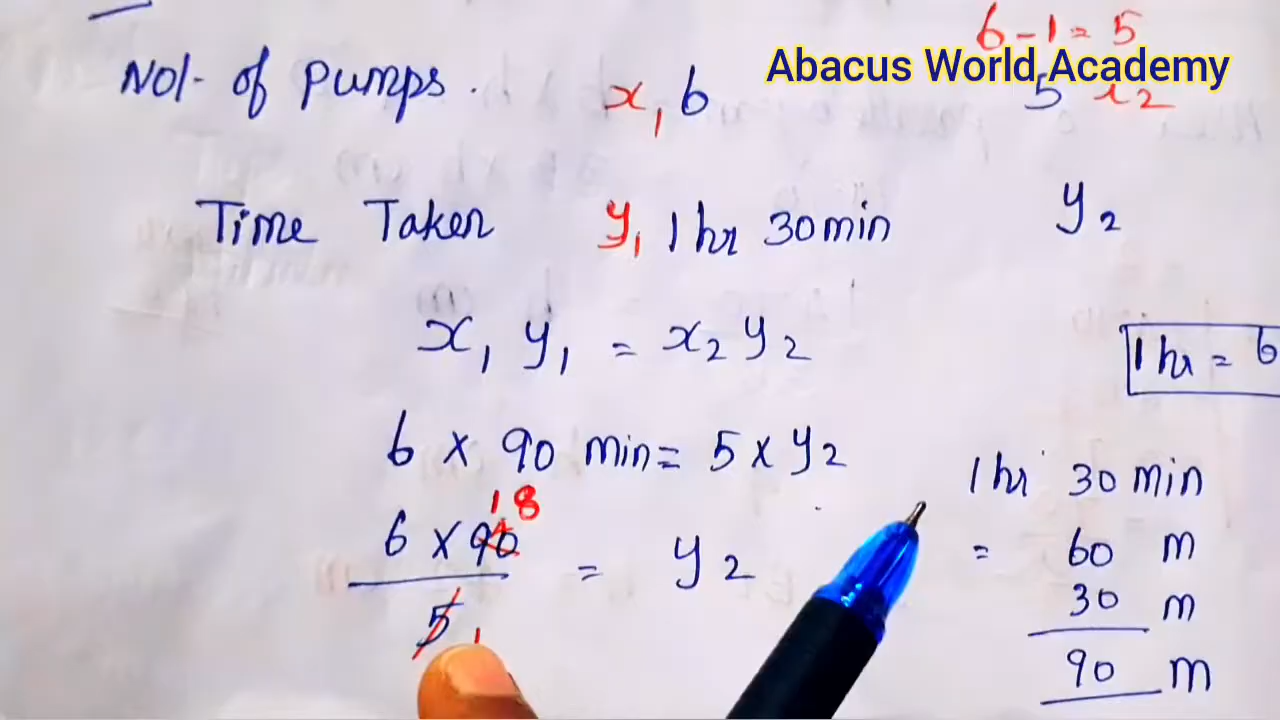 6 - 1 = 5
Abacus World Academy
Not- of Pumps. x1 6 5 x2
Time Taken y1 1 hr 30 min y2
x1 y1 = x2 y2
1 hr = 6
6 x 90 min = 5 x y2
1 hr 30 min
18
6 x 90 = y2
= 60 m
5 1
30 m
90 m